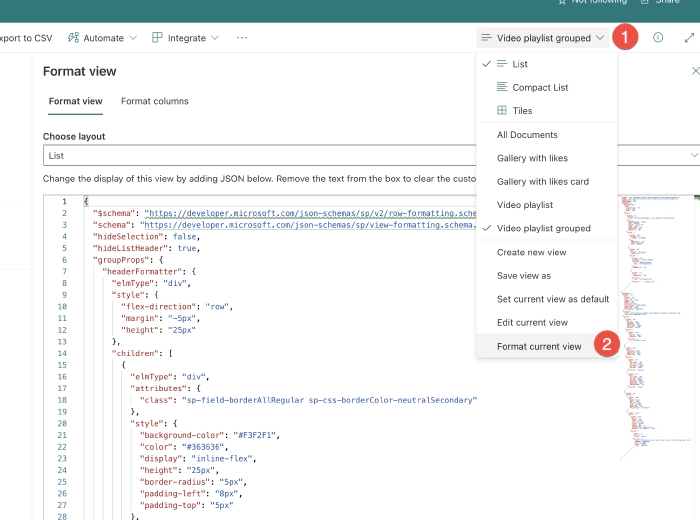 Not following Share
xport to CSV Automate Integrate ··· Video playlist grouped 1
Format view
Format view Format columns
Choose layout
List
Change the display of this view by adding JSON below. Remove the text from the box to clear the custo
1 {
2 "$schema": "https://developer.microsoft.com/json-schemas/sp/v2/row-formatting.sche
3 "schema": "https://developer.microsoft.com/json-schemas/sp/view-formatting.schema.
4 "hideSelection": false,
5 "hideListHeader": true,
6 "groupProps": {
7 "headerFormatter": {
8 "elmType": "div",
9 "style": {
10 "flex-direction": "row",
11 "margin": "-5px",
12 "height": "25px"
13 },
14 "children": [
15 {
16 "elmType": "div",
17 "attributes": {
18 "class": "sp-field-borderAllRegular sp-css-borderColor-neutralSecondary"
19 },
20 "style": {
21 "background-color": "#F3F2F1",
22 "color": "#363636",
23 "display": "inline-flex",
24 "height": "25px",
25 "border-radius": "5px",
26 "padding-left": "8px",
27 "padding-top": "5px"
28 },
List
Compact List
Tiles
All Documents
Gallery with likes
Gallery with likes card
Video playlist
Video playlist grouped
Create new view
Save view as
Set current view as default
Edit current view
Format current view 2